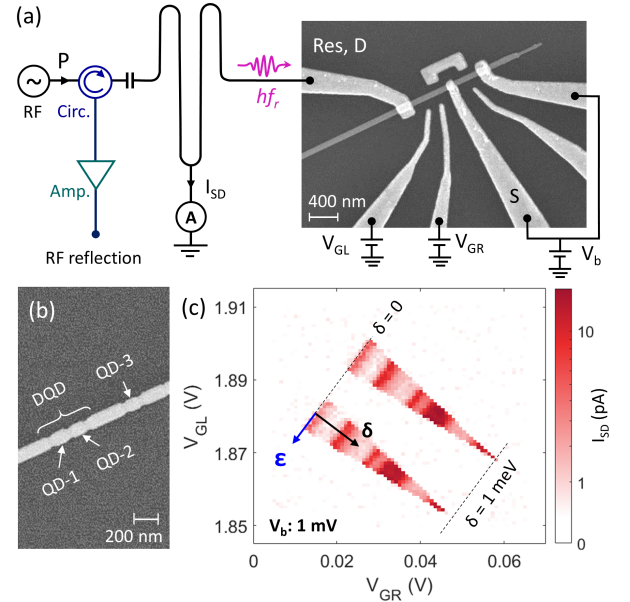 (a)
P
RF
Circ.
Amp.
RF reflection
hfᵣ
I_SD
A
Res, D
S
400 nm
V_GL
V_GR
V_b
(b)
DQD
QD-3
QD-1
QD-2
200 nm
(c)
1.91
1.89
1.87
1.85
V_GL (V)
0
0.02
0.04
0.06
V_GR (V)
δ = 0
δ
ε
δ = 1 meV
V_b: 1 mV
10
1
0
I_SD (pA)